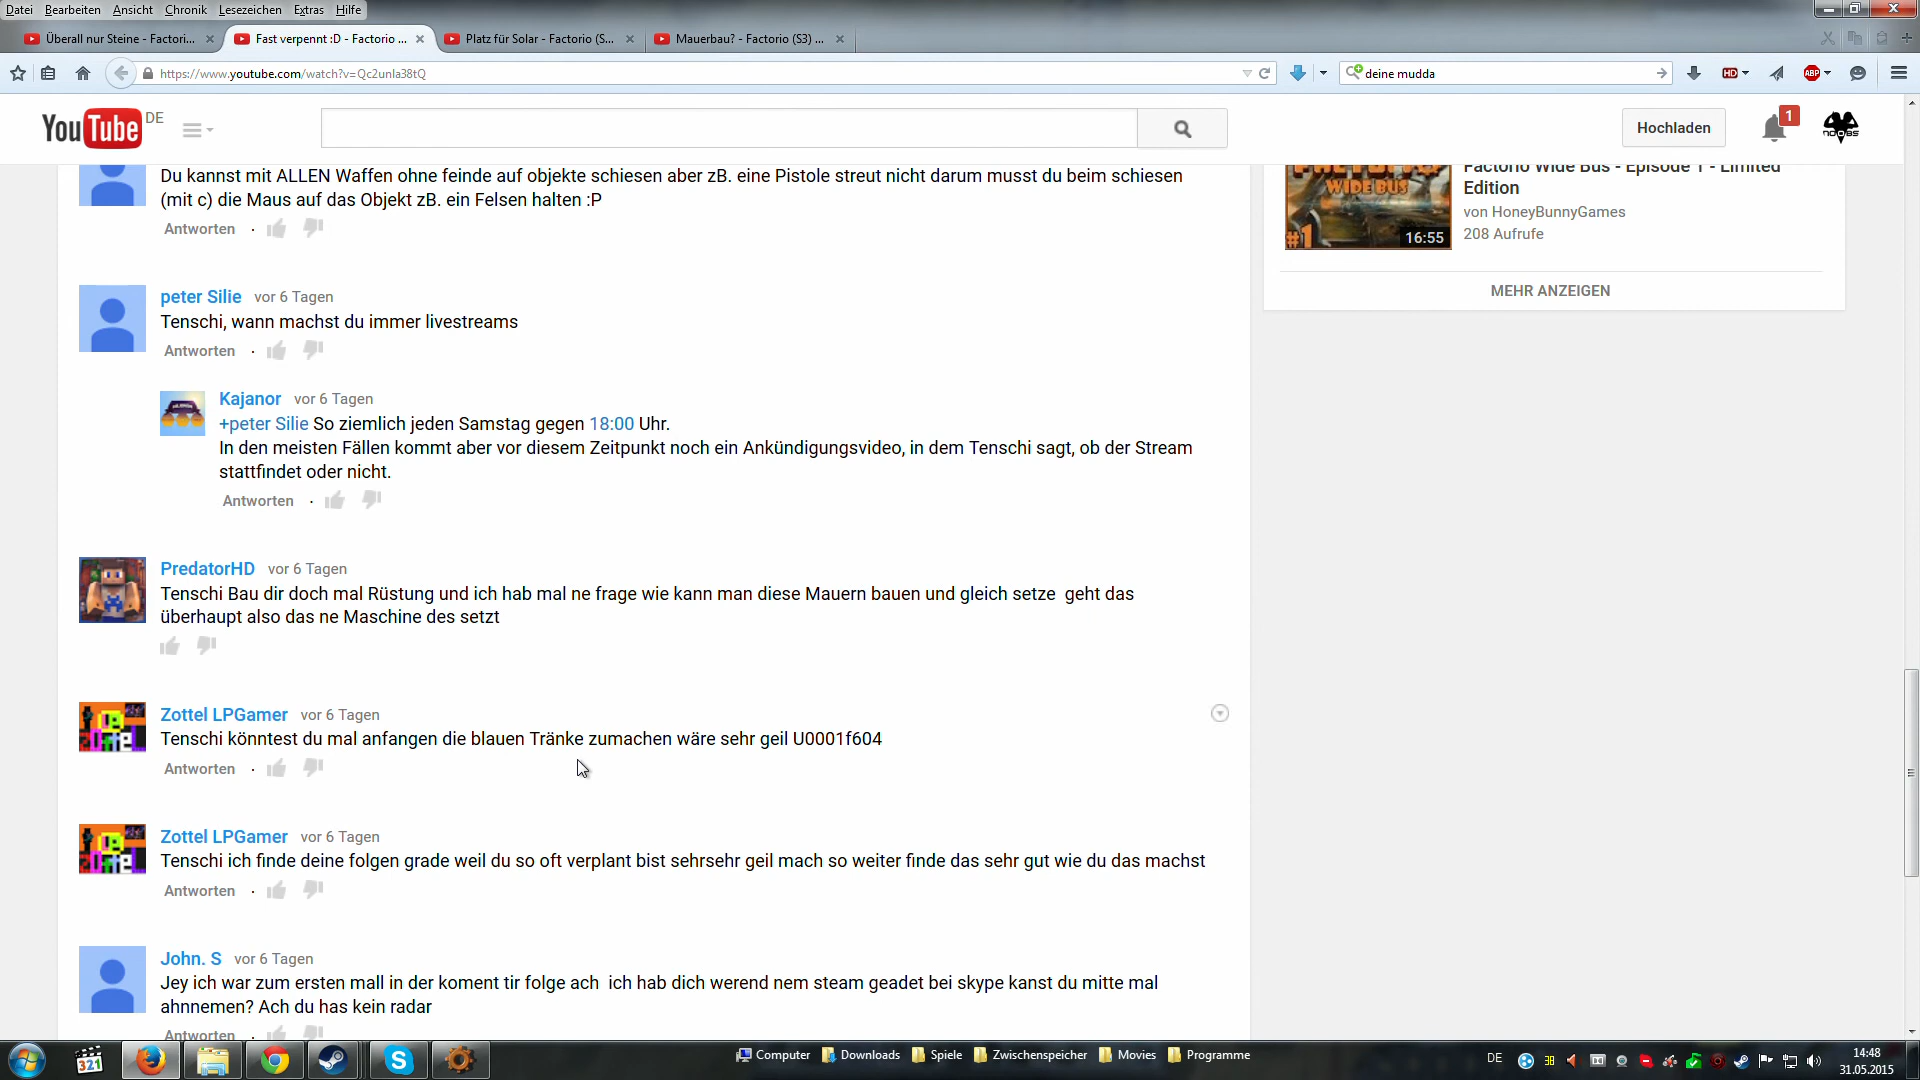 Datei Bearbeiten Ansicht Chronik Lesezeichen Extras Hilfe
Überall nur Steine - Factori... × Fast verpennt :D - Factorio ... × Platz für Solar - Factorio (S... × Mauerbau? - Factorio (S3) ... ×
https://www.youtube.com/watch?v=Qc2unla38tQ
deine mudda
HD
ABP
YouTube DE
Hochladen
1
Du kannst mit ALLEN Waffen ohne feinde auf objekte schiesen aber zB. eine Pistole streut nicht darum musst du beim schiesen
(mit c) die Maus auf das Objekt zB. ein Felsen halten :P
Antworten ·
Factorio Wide Bus - Episode 1 - Limited
Edition
von HoneyBunnyGames
208 Aufrufe
WIDE BUS
#1
16:55
MEHR ANZEIGEN
peter Silie vor 6 Tagen
Tenschi, wann machst du immer livestreams
Antworten ·
Kajanor vor 6 Tagen
+peter Silie So ziemlich jeden Samstag gegen 18:00 Uhr.
In den meisten Fällen kommt aber vor diesem Zeitpunkt noch ein Ankündigungsvideo, in dem Tenschi sagt, ob der Stream
stattfindet oder nicht.
Antworten ·
PredatorHD vor 6 Tagen
Tenschi Bau dir doch mal Rüstung und ich hab mal ne frage wie kann man diese Mauern bauen und gleich setze  geht das
überhaupt also das ne Maschine des setzt
Zottel LPGamer vor 6 Tagen
Tenschi könntest du mal anfangen die blauen Tränke zumachen wäre sehr geil U0001f604
Antworten ·
Zottel LPGamer vor 6 Tagen
Tenschi ich finde deine folgen grade weil du so oft verplant bist sehrsehr geil mach so weiter finde das sehr gut wie du das machst
Antworten ·
John. S vor 6 Tagen
Jey ich war zum ersten mall in der koment tir folge ach  ich hab dich werend nem steam geadet bei skype kanst du mitte mal
ahnnemen? Ach du has kein radar
Antworten ·
321
Computer Downloads Spiele Zwischenspeicher Movies Programme
DE
38
14:48
31.05.2015